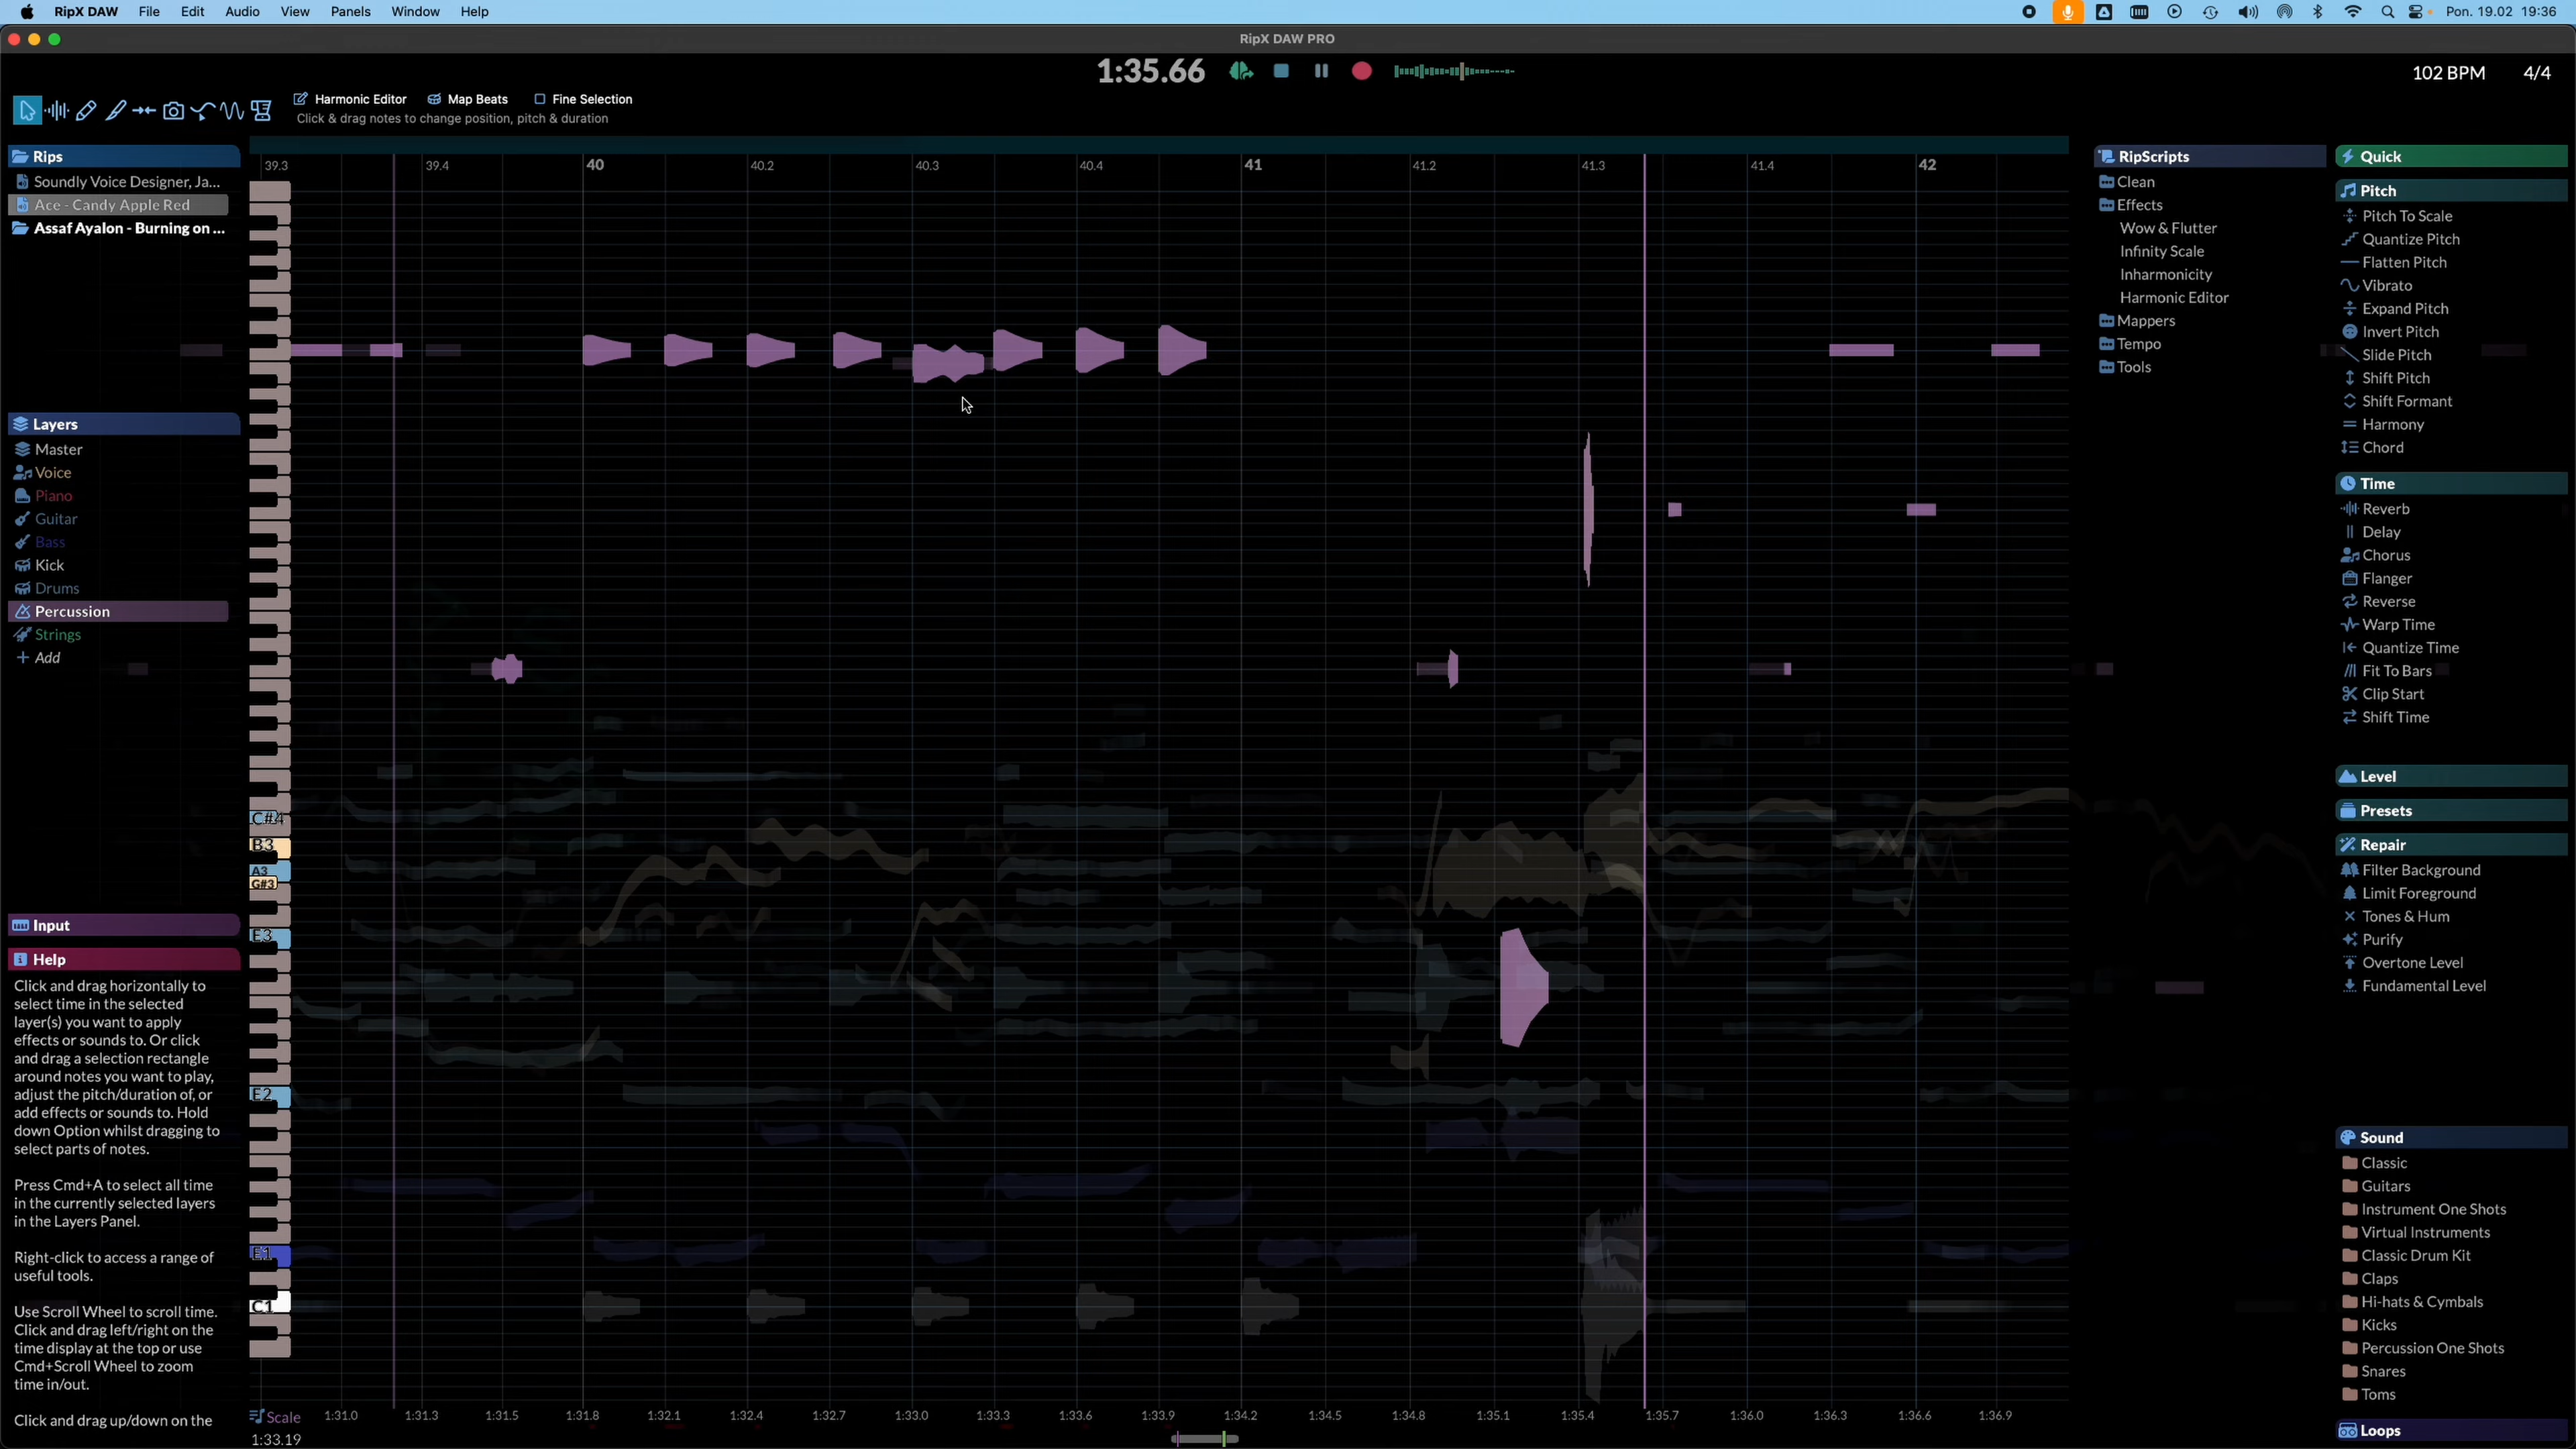 RipX DAW File Edit Audio View Panels Window Help Pon. 19.02 19:36
RipX DAW PRO
1:35.66
102 BPM 4/4
Harmonic Editor Map Beats Fine Selection
Click & drag notes to change position, pitch & duration
Rips
Soundly Voice Designer, Ja...
Ace - Candy Apple Red
Assaf Ayalon - Burning on ...
Layers
Master
Voice
Piano
Guitar
Bass
Kick
Drums
Percussion
Strings
Add
Input
Help
Click and drag horizontally to
select time in the selected
layer(s) you want to apply
effects or sounds to. Or click
and drag a selection rectangle
around notes you want to play,
adjust the pitch/duration of, or
add effects or sounds to. Hold
down Option whilst dragging to
select parts of notes.
Press Cmd+A to select all time
in the currently selected layers
in the Layers Panel.
Right-click to access a range of
useful tools.
Use Scroll Wheel to scroll time.
Click and drag left/right on the
time display at the top or use
Cmd+Scroll Wheel to zoom
time in/out.
Click and drag up/down on the
39.3 39.4 40 40.2 40.3 40.4 41 41.2 41.3 41.4 42
C#4
B3
A3
G#3
E3
E2
E1
C1
Scale 1:31.0 1:31.3 1:31.5 1:31.8 1:32.1 1:32.4 1:32.7 1:33.0 1:33.3 1:33.6 1:33.9 1:34.2 1:34.5 1:34.8 1:35.1 1:35.4 1:35.7 1:36.0 1:36.3 1:36.6 1:36.9
1:33.19
RipScripts
Clean
Effects
Wow & Flutter
Infinity Scale
Inharmonicity
Harmonic Editor
Mappers
Tempo
Tools
Quick
Pitch
Pitch To Scale
Quantize Pitch
Flatten Pitch
Vibrato
Expand Pitch
Invert Pitch
Slide Pitch
Shift Pitch
Shift Formant
Harmony
Chord
Time
Reverb
Delay
Chorus
Flanger
Reverse
Warp Time
Quantize Time
Fit To Bars
Clip Start
Shift Time
Level
Presets
Repair
Filter Background
Limit Foreground
Tones & Hum
Purify
Overtone Level
Fundamental Level
Sound
Classic
Guitars
Instrument One Shots
Virtual Instruments
Classic Drum Kit
Claps
Hi-hats & Cymbals
Kicks
Percussion One Shots
Snares
Toms
Loops